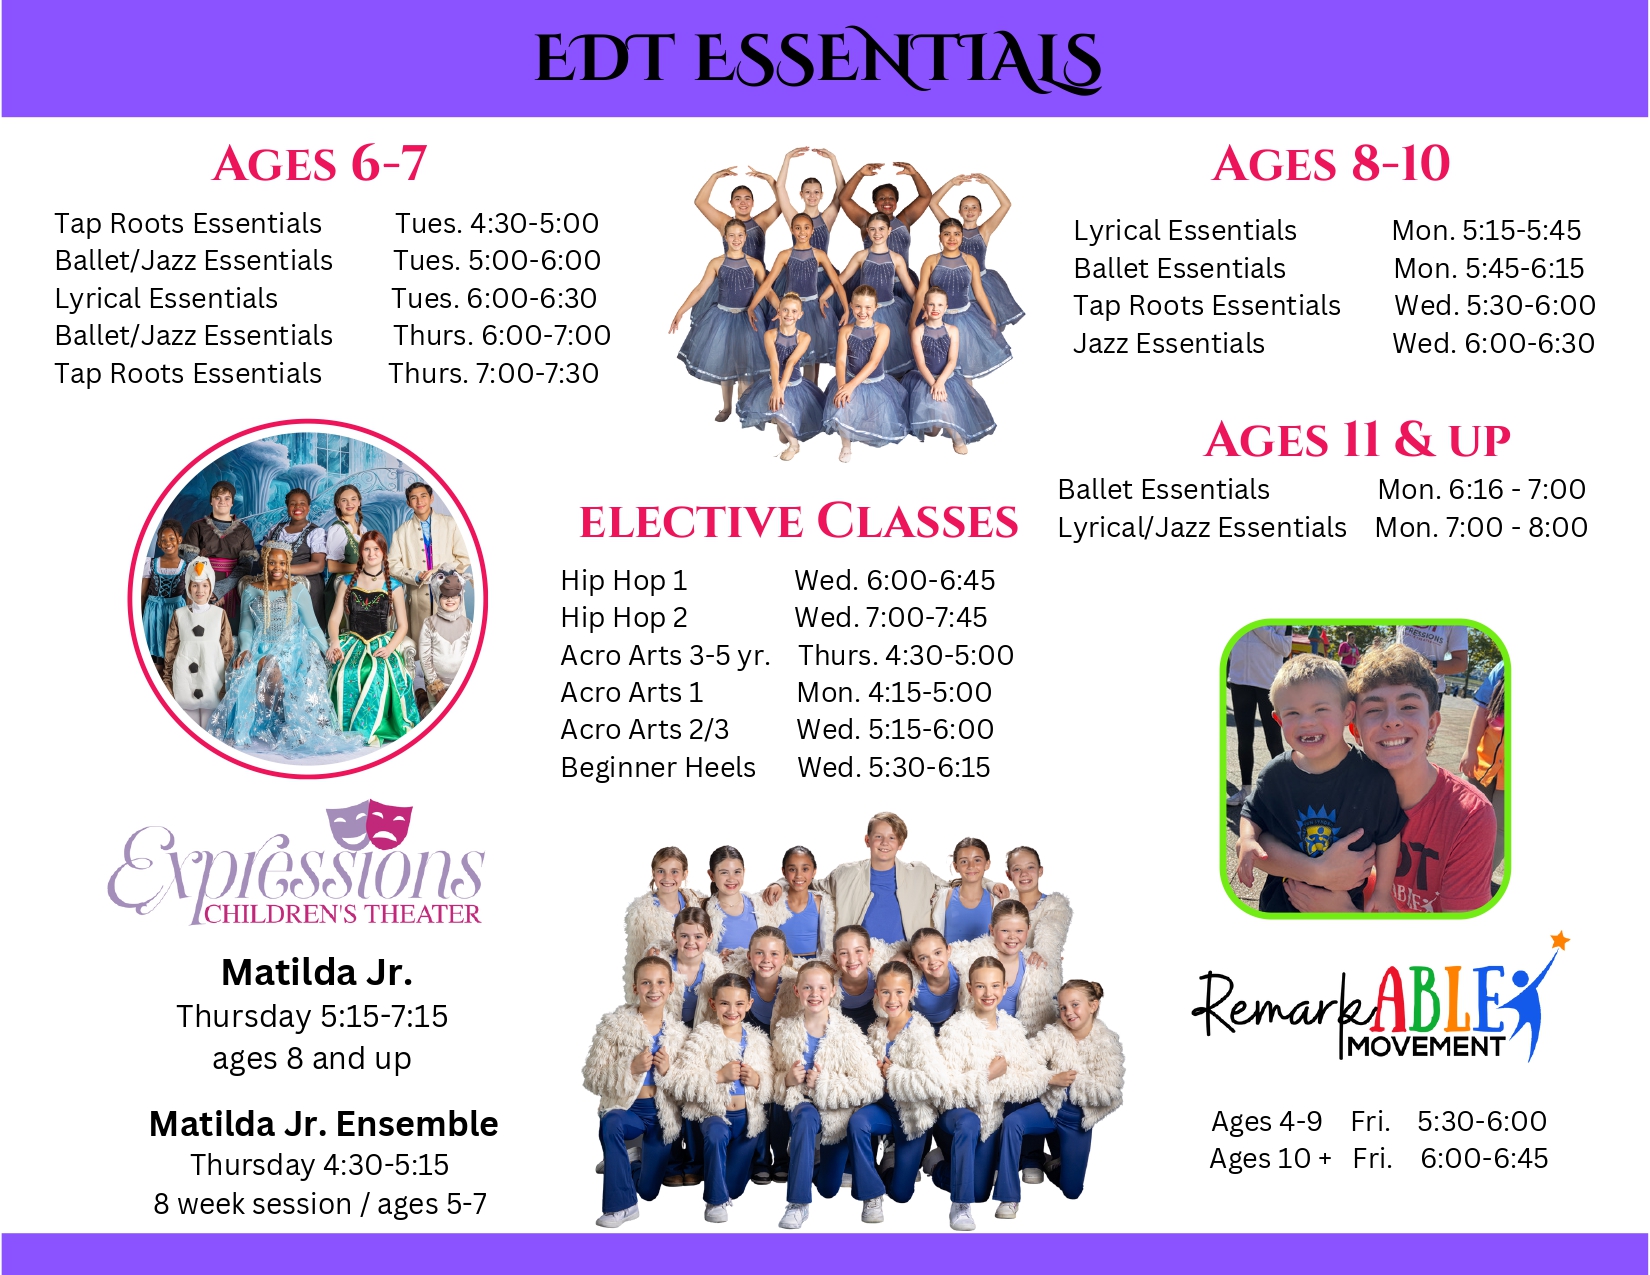 EDT ESSENTIALS
AGES 6-7
Tap Roots Essentials Tues. 4:30-5:00
Ballet/Jazz Essentials Tues. 5:00-6:00
Lyrical Essentials Tues. 6:00-6:30
Ballet/Jazz Essentials Thurs. 6:00-7:00
Tap Roots Essentials Thurs. 7:00-7:30
AGES 8-10
Lyrical Essentials Mon. 5:15-5:45
Ballet Essentials Mon. 5:45-6:15
Tap Roots Essentials Wed. 5:30-6:00
Jazz Essentials Wed. 6:00-6:30
AGES 11 & UP
Ballet Essentials Mon. 6:16 - 7:00
Lyrical/Jazz Essentials Mon. 7:00 - 8:00
ELECTIVE CLASSES
Hip Hop 1 Wed. 6:00-6:45
Hip Hop 2 Wed. 7:00-7:45
Acro Arts 3-5 yr. Thurs. 4:30-5:00
Acro Arts 1 Mon. 4:15-5:00
Acro Arts 2/3 Wed. 5:15-6:00
Beginner Heels Wed. 5:30-6:15
Expressions
CHILDREN'S THEATER
Matilda Jr.
Thursday 5:15-7:15
ages 8 and up
Matilda Jr. Ensemble
Thursday 4:30-5:15
8 week session / ages 5-7
RemarkABLE
MOVEMENT
Ages 4-9 Fri. 5:30-6:00
Ages 10 + Fri. 6:00-6:45